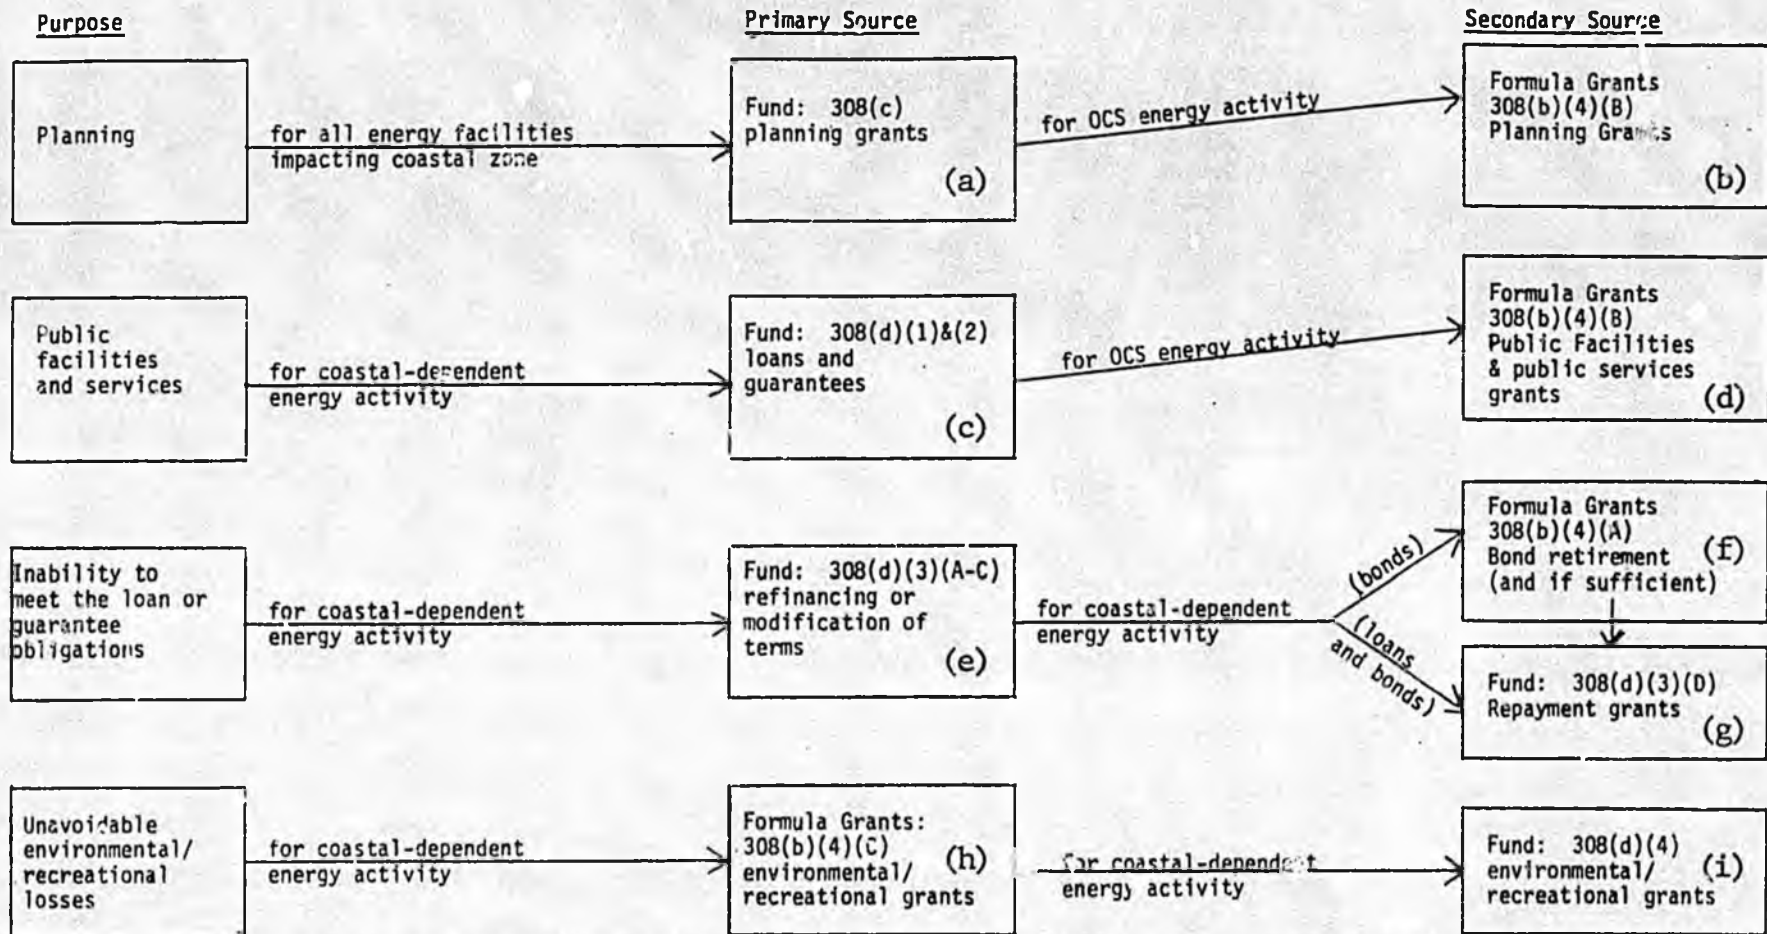 Purpose
Primary Source
Secondary Source
Planning
for all energy facilities
impacting coastal zone
Fund: 308(c)
planning grants
(a)
for OCS energy activity
Formula Grants
308(b)(4)(B)
Planning Grants
(b)
Public
facilities
and services
for coastal-dependent
energy activity
Fund: 308(d)(1)&(2)
loans and
guarantees
(c)
for OCS energy activity
Formula Grants
308(b)(4)(B)
Public Facilities
& public services
grants
(d)
Inability to
meet the loan or
guarantee
obligations
for coastal-dependent
energy activity
Fund: 308(d)(3)(A-C)
refinancing or
modification of
terms
(e)
for coastal-dependent
energy activity
(bonds)
(loans
and bonds)
Formula Grants
308(b)(4)(A)
Bond retirement
(and if sufficient)
(f)
Fund: 308(d)(3)(D)
Repayment grants
(g)
Unavoidable
environmental/
recreational
losses
for coastal-dependent
energy activity
Formula Grants:
308(b)(4)(C)
environmental/
recreational grants
(h)
for coastal-dependent
energy activity
Fund: 308(d)(4)
environmental/
recreational grants
(i)